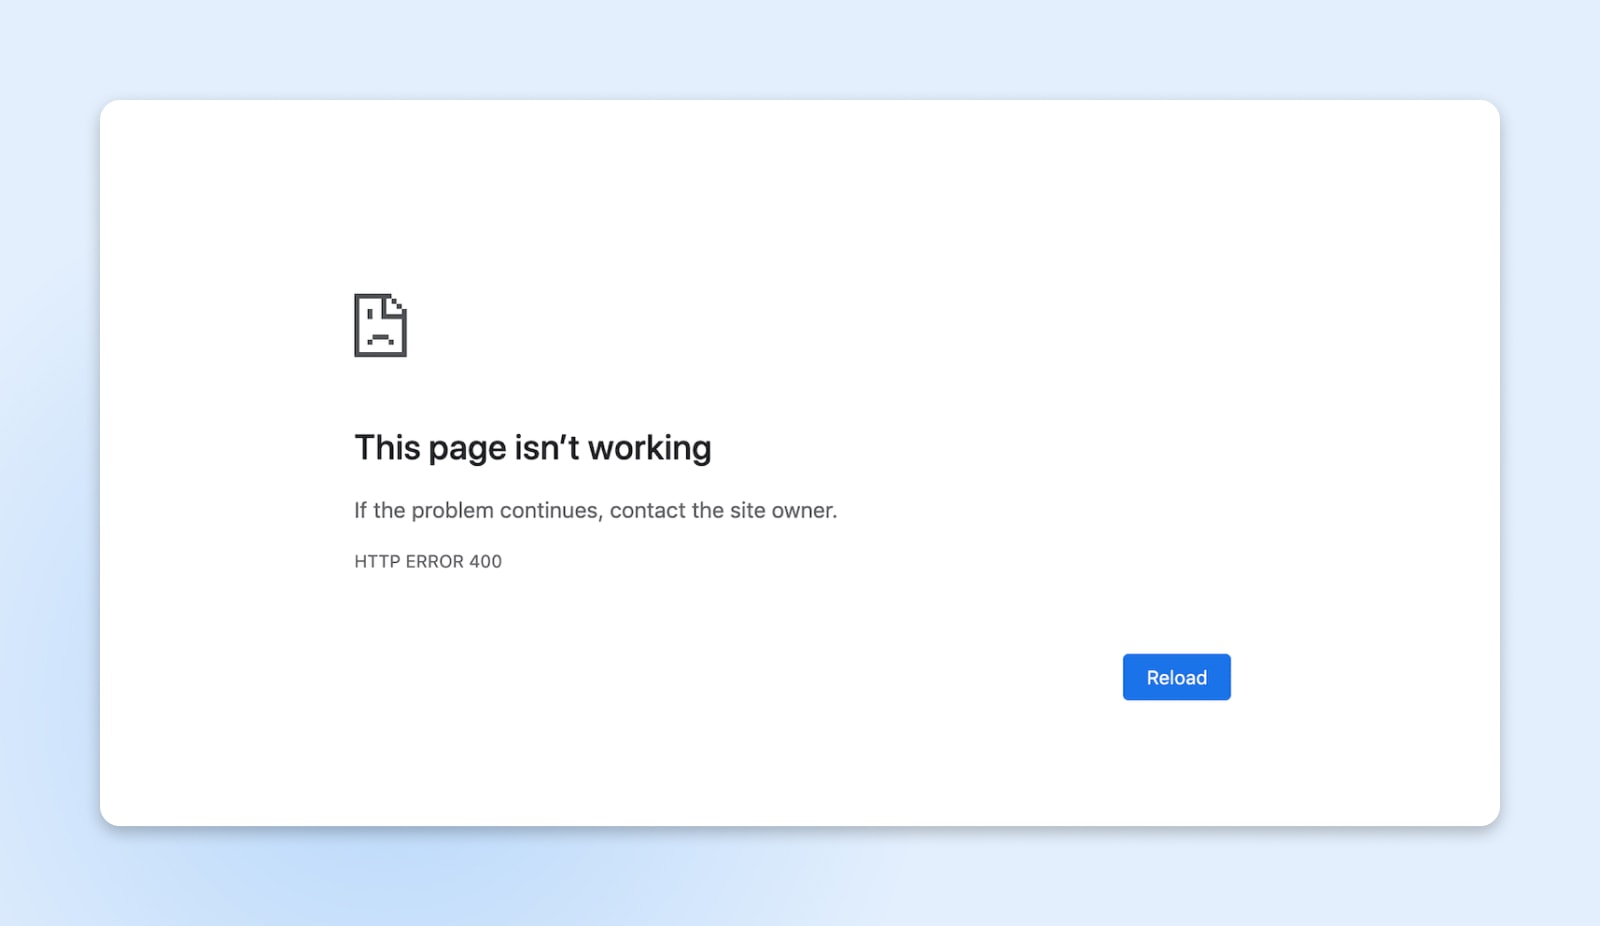 This page isn’t working
If the problem continues, contact the site owner.
HTTP ERROR 400
Reload